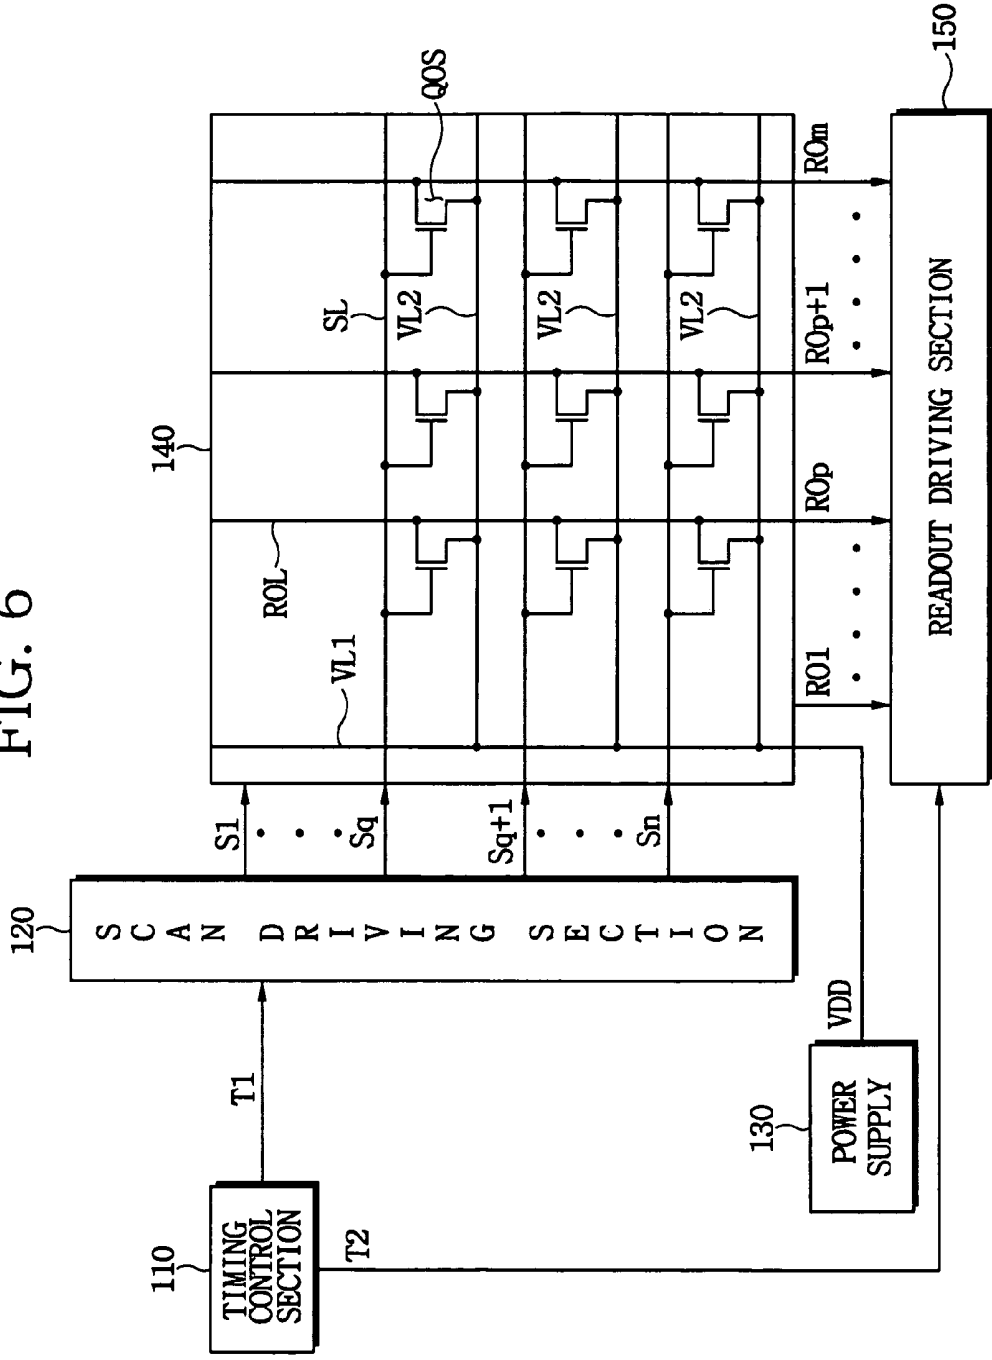 FIG. 6
110
TIMING
CONTROL
SECTION
T1
T2
120
SCAN DRIVING SECTION
130
POWER
SUPPLY
VDD
S1
Sq
Sq+1
Sn
140
VL1
ROL
SL
QOS
VL2
VL2
VL2
RO1
ROp
ROp+1
ROm
150
READOUT DRIVING SECTION